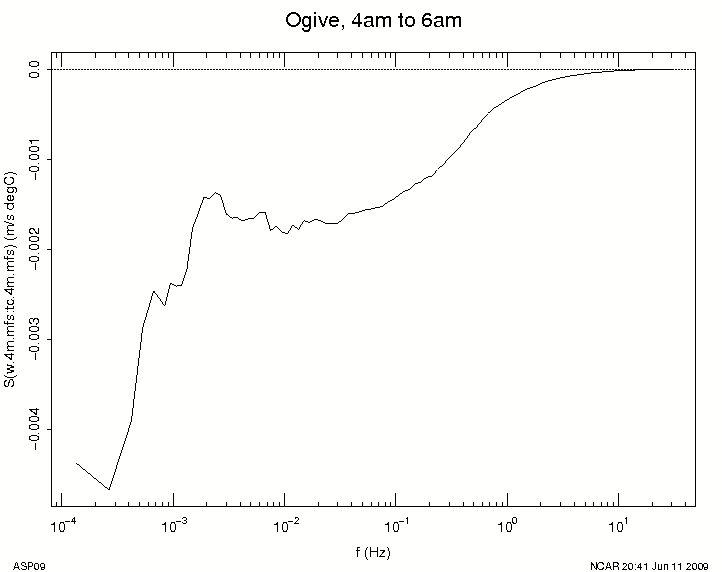 Ogive, 4am to 6am
S(w.4m.mfs:tc.4m.mfs) (m/s degC)
0.0
-0.001
-0.002
-0.003
-0.004
10^-4 10^-3 10^-2 10^-1 10^0 10^1
f (Hz)
ASP09 NCAR 20:41 Jun 11 2009